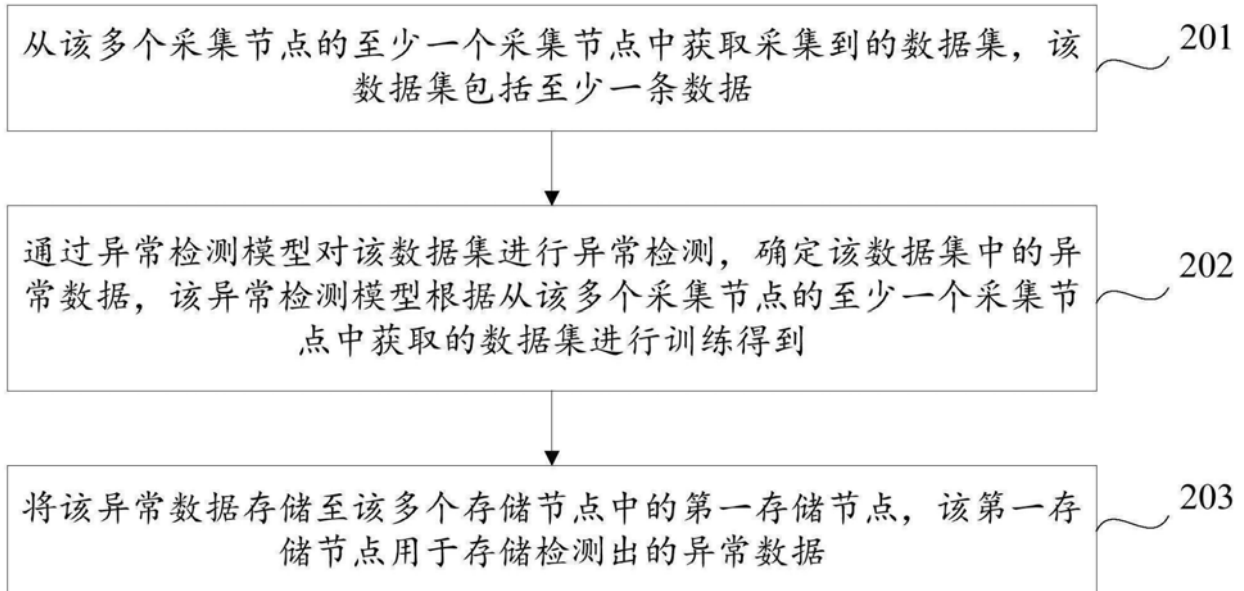 从该多个采集节点的至少一个采集节点中获取采集到的数据集，该
数据集包括至少一条数据
201
通过异常检测模型对该数据集进行异常检测，确定该数据集中的异
常数据，该异常检测模型根据从该多个采集节点的至少一个采集节
点中获取的数据集进行训练得到
202
将该异常数据存储至该多个存储节点中的第一存储节点，该第一存
储节点用于存储检测出的异常数据
203